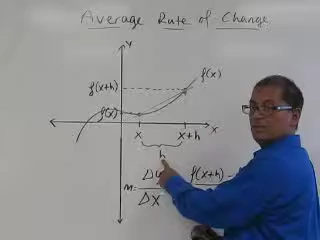 Average Rate of Change
y
f(x+h)
f(x)
f(x)
x
x+h
x
h
m= Δy f(x+h) -
Δx